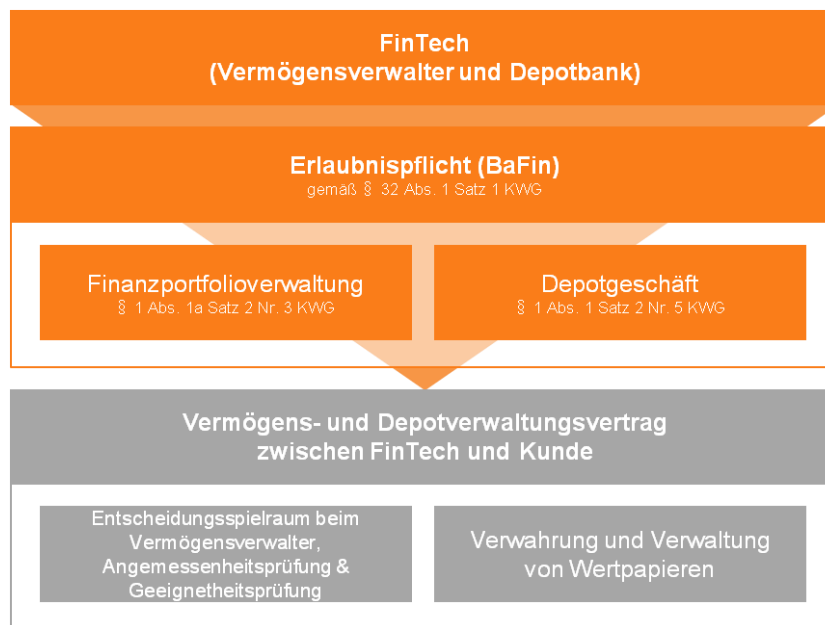 FinTech
(Vermögensverwalter und Depotbank)
Erlaubnispflicht (BaFin)
gemäß § 32 Abs. 1 Satz 1 KWG
Finanzportfolioverwaltung
§ 1 Abs. 1a Satz 2 Nr. 3 KWG
Depotgeschäft
§ 1 Abs. 1 Satz 2 Nr. 5 KWG
Vermögens- und Depotverwaltungsvertrag
zwischen FinTech und Kunde
Entscheidungsspielraum beim
Vermögensverwalter,
Angemessenheitsprüfung &
Geeignetheitsprüfung
Verwahrung und Verwaltung
von Wertpapieren